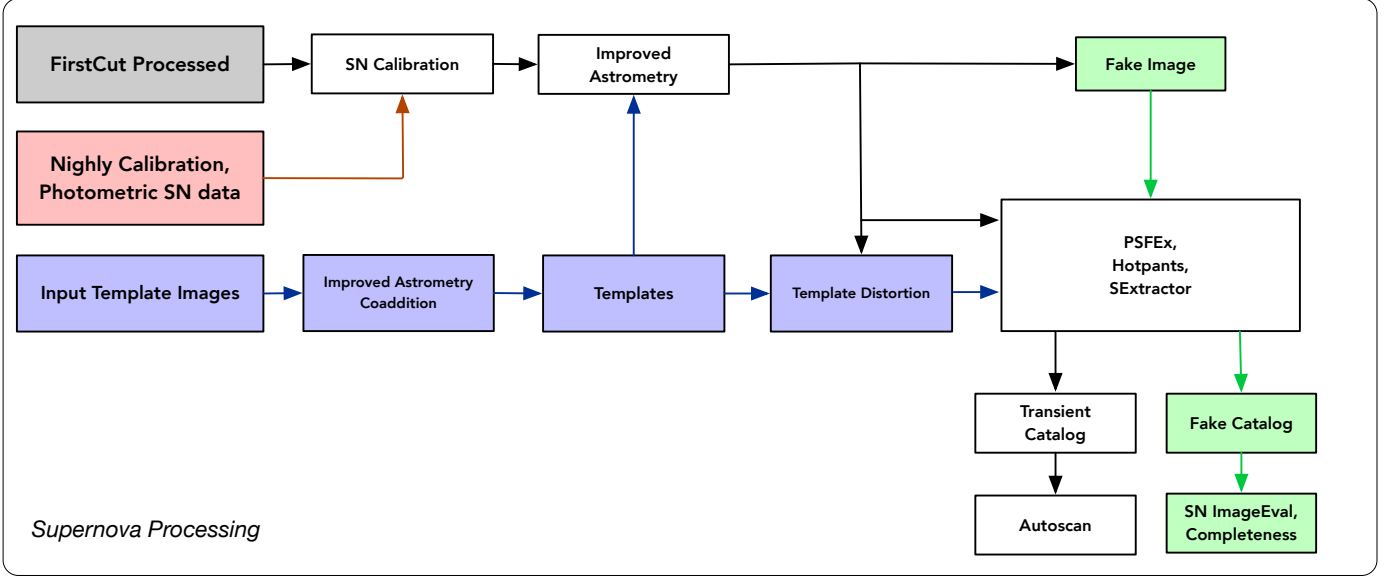 FirstCut Processed
SN Calibration
Improved
Astrometry
Fake Image
Nighly Calibration,
Photometric SN data
PSFEx,
Hotpants,
SExtractor
Input Template Images
Improved Astrometry
Coaddition
Templates
Template Distortion
Transient
Catalog
Fake Catalog
Supernova Processing
Autoscan
SN ImageEval,
Completeness